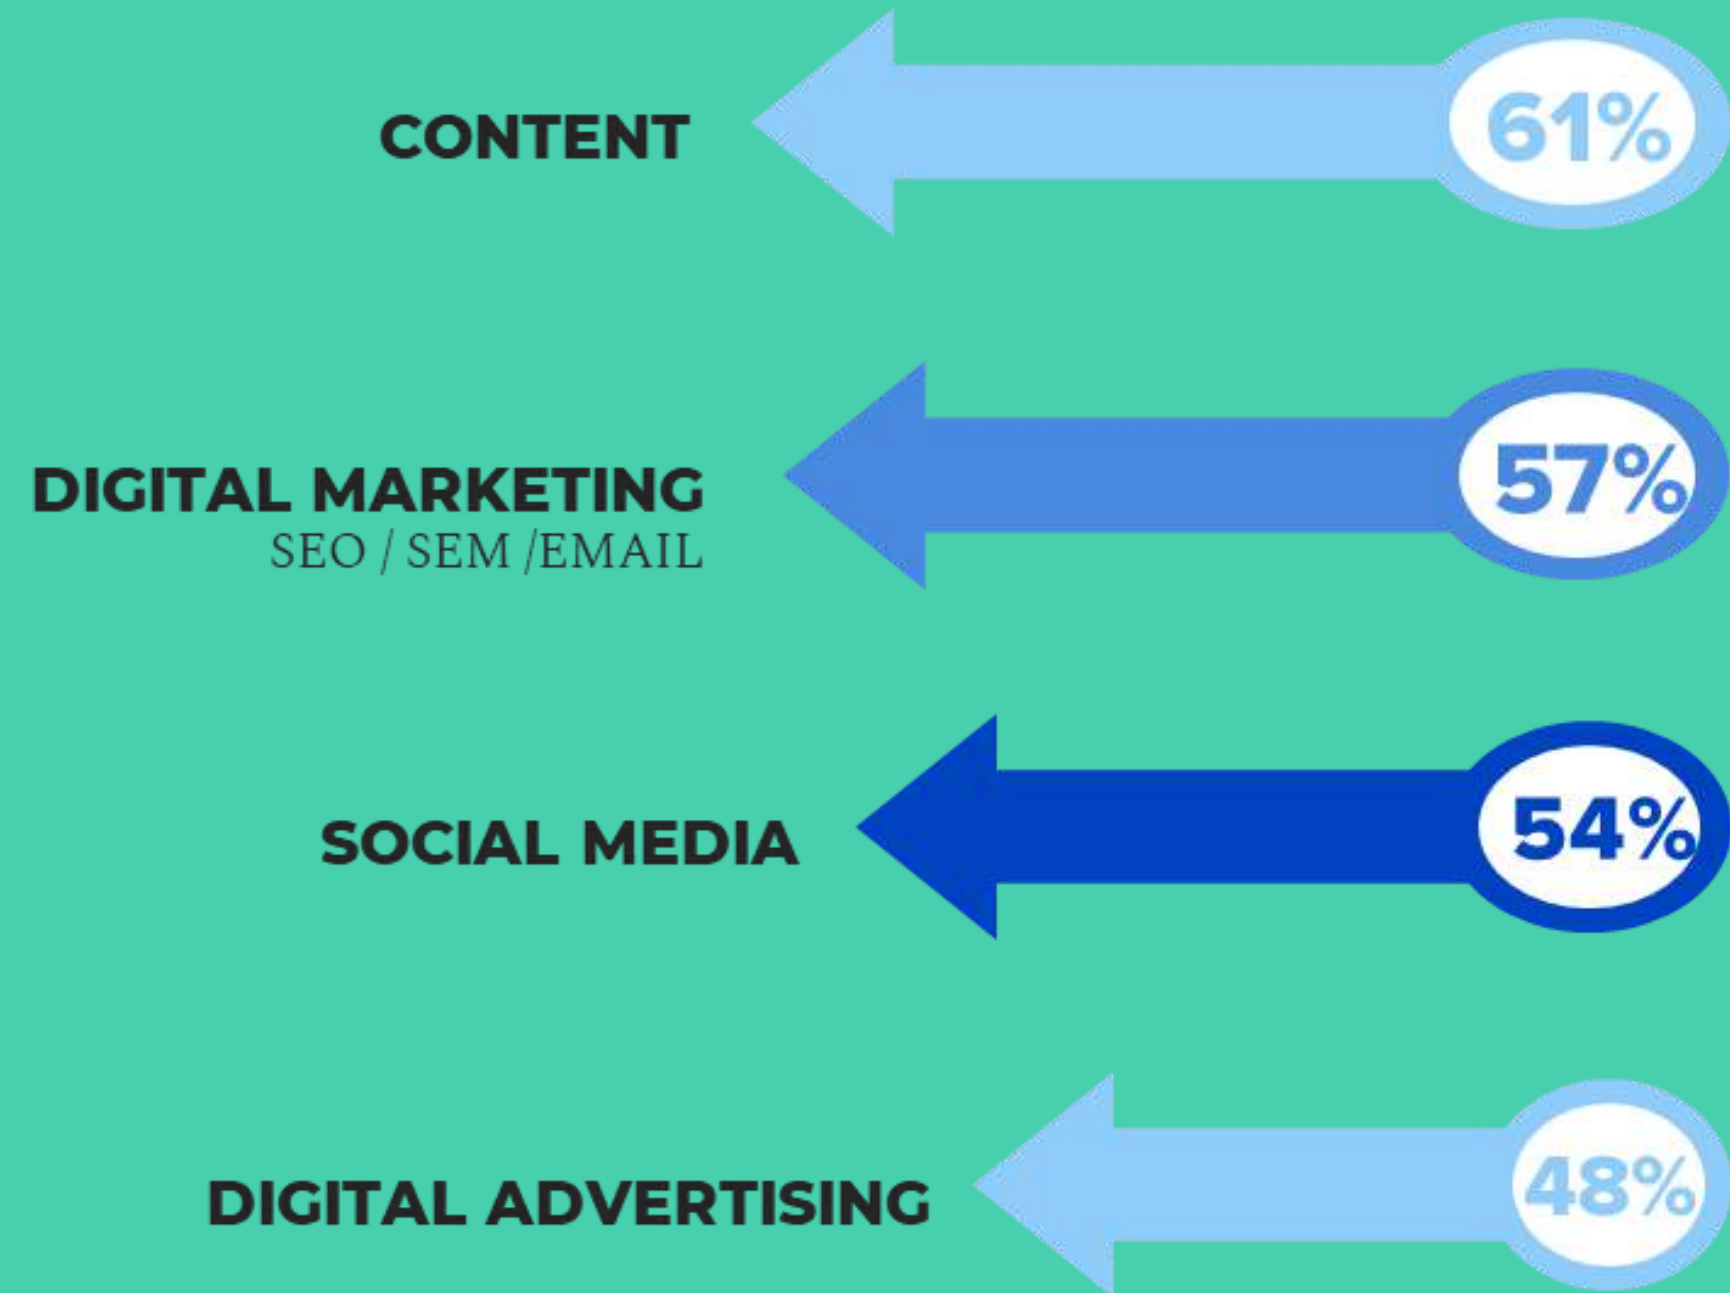 CONTENT
61%
DIGITAL MARKETING
57%
SEO / SEM /EMAIL
SOCIAL MEDIA
54%
DIGITAL ADVERTISING
48%